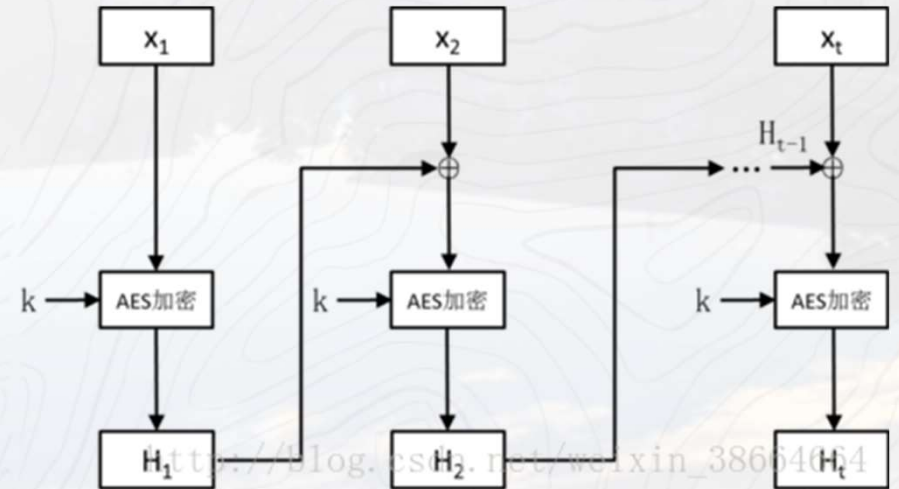 x₁ x₂ xₜ
Hₜ₋₁
k AES加密 k AES加密 k AES加密
H₁ H₂ Hₜ
http://blog.csdn.net/weixin_38664664